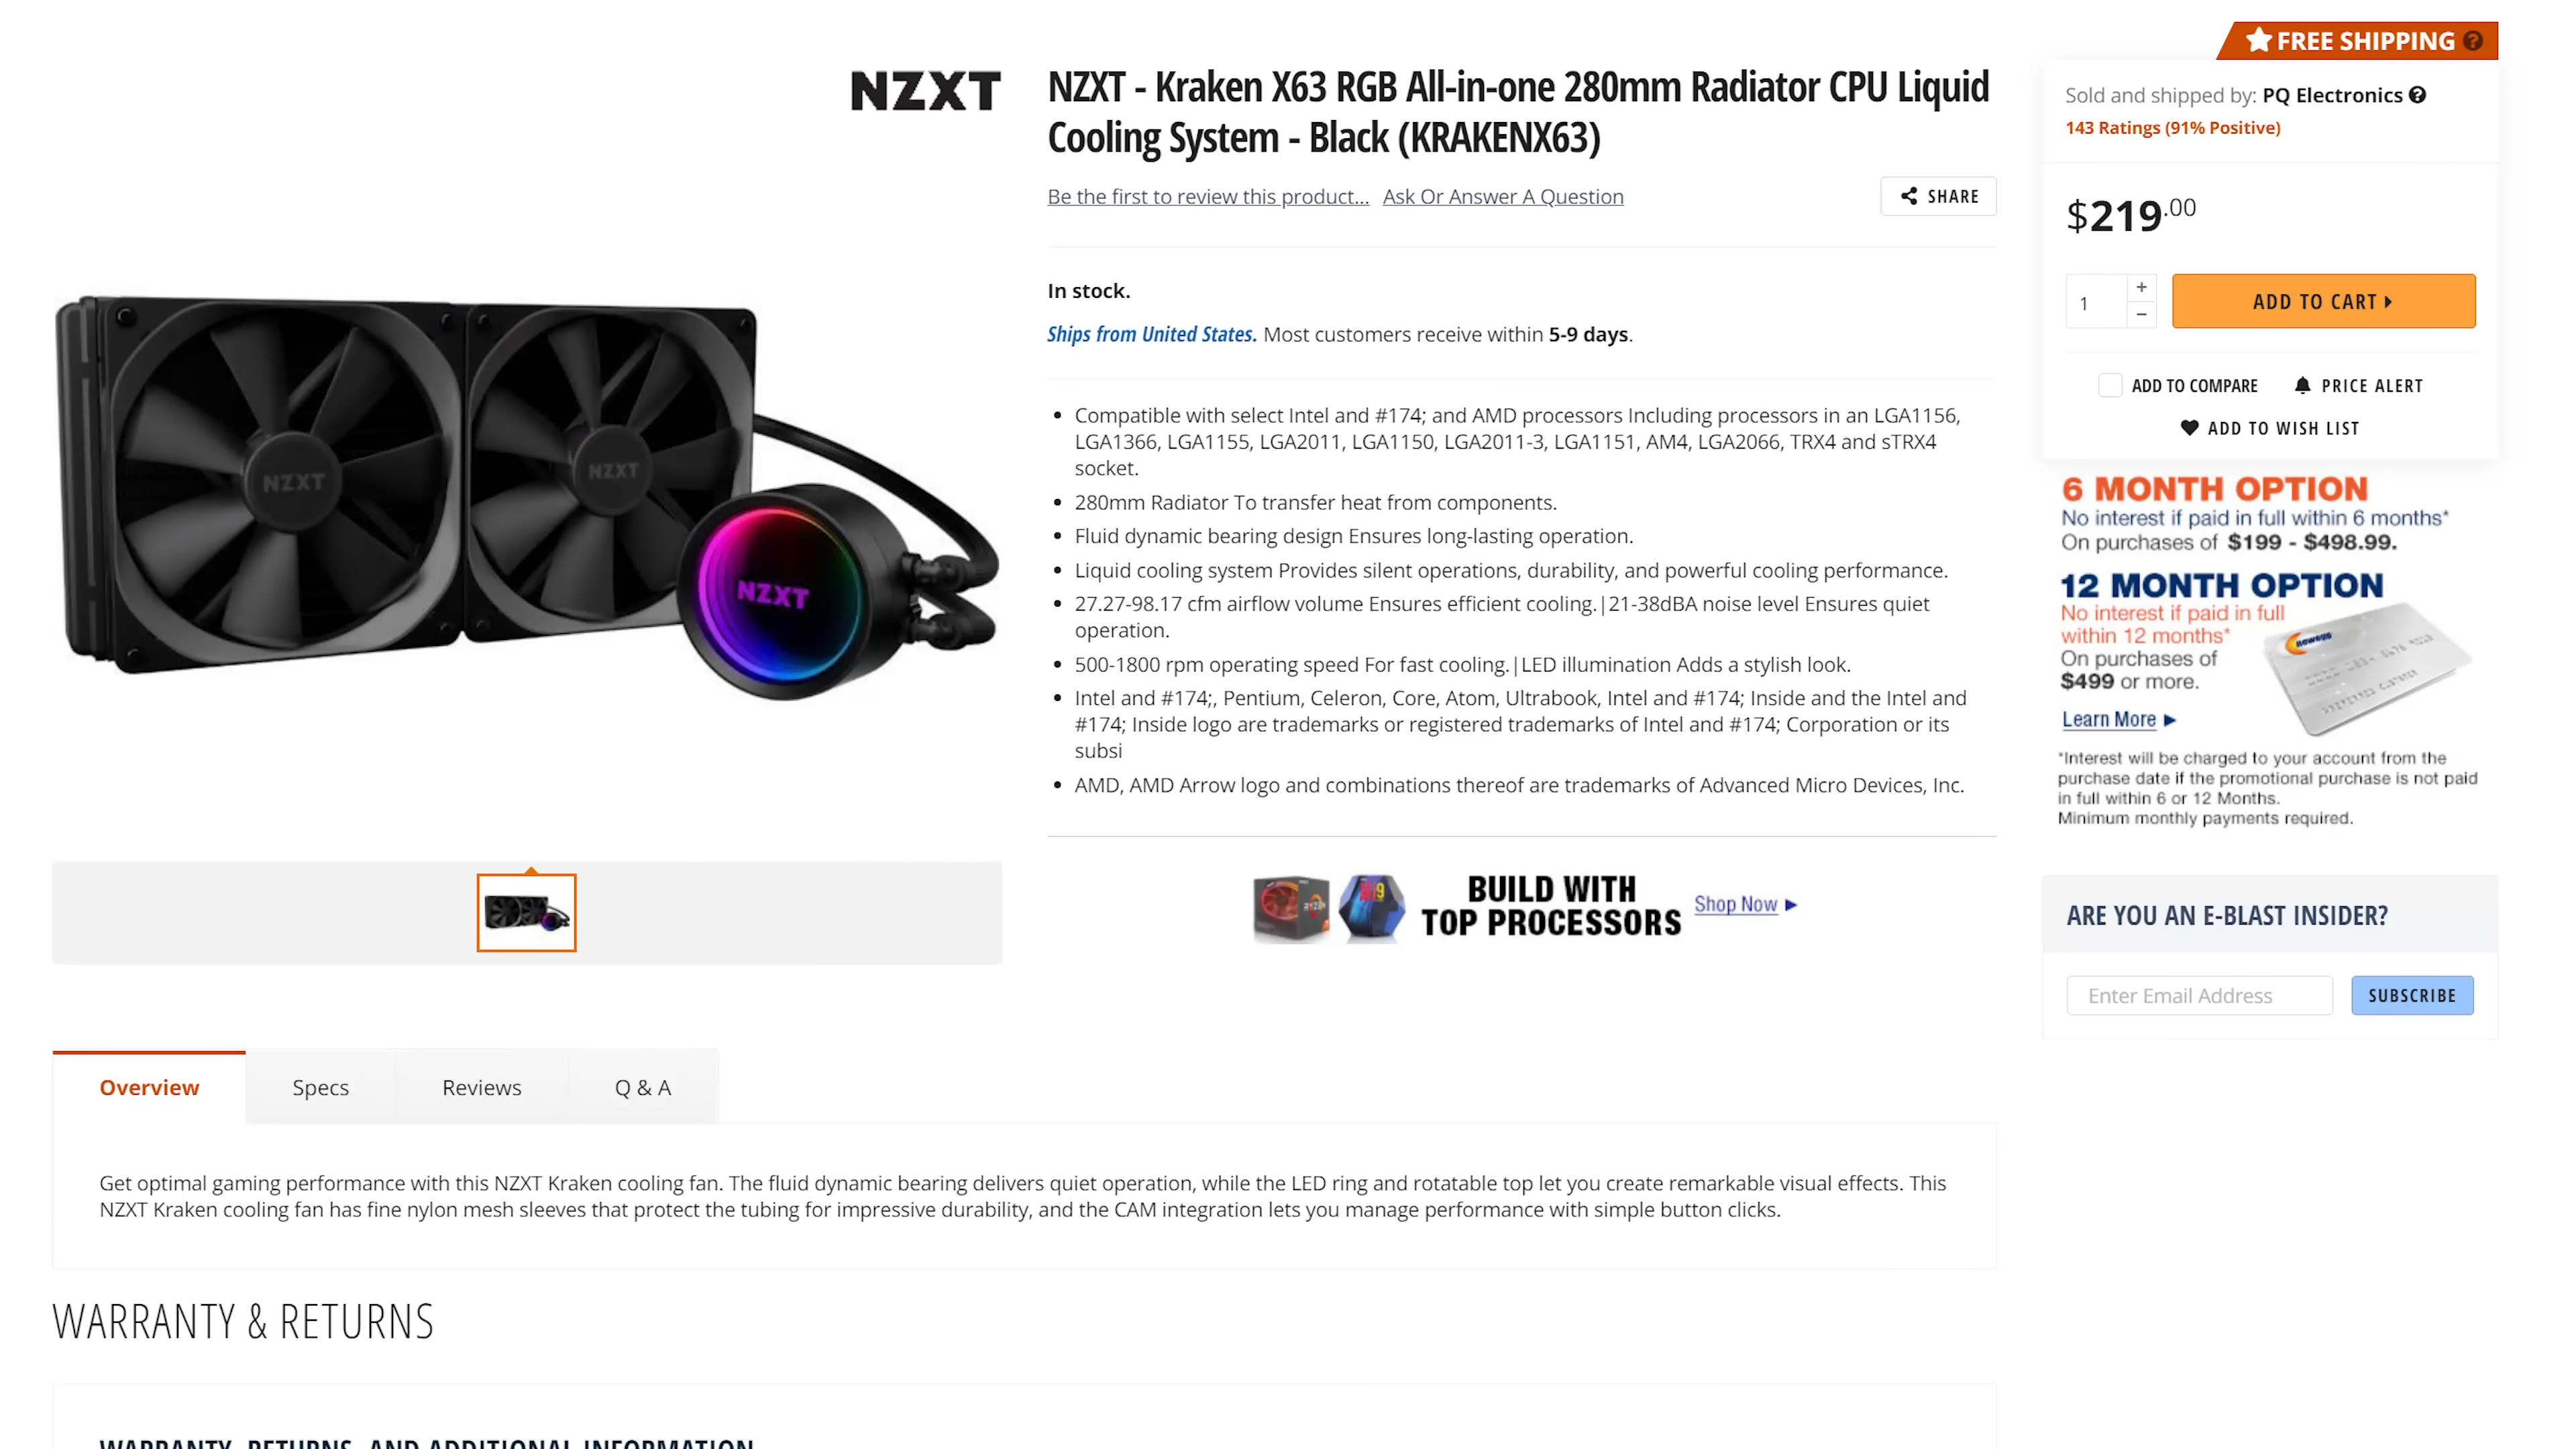 FREE SHIPPING ?
NZXT
NZXT - Kraken X63 RGB All-in-one 280mm Radiator CPU Liquid
Cooling System - Black (KRAKENX63)
Be the first to review this product... Ask Or Answer A Question
SHARE
In stock.
Ships from United States. Most customers receive within 5-9 days.
Compatible with select Intel and #174; and AMD processors Including processors in an LGA1156,
LGA1366, LGA1155, LGA2011, LGA1150, LGA2011-3, LGA1151, AM4, LGA2066, TRX4 and sTRX4
socket.
280mm Radiator To transfer heat from components.
Fluid dynamic bearing design Ensures long-lasting operation.
Liquid cooling system Provides silent operations, durability, and powerful cooling performance.
27.27-98.17 cfm airflow volume Ensures efficient cooling.|21-38dBA noise level Ensures quiet
operation.
500-1800 rpm operating speed For fast cooling.|LED illumination Adds a stylish look.
Intel and #174;, Pentium, Celeron, Core, Atom, Ultrabook, Intel and #174; Inside and the Intel and
#174; Inside logo are trademarks or registered trademarks of Intel and #174; Corporation or its
subsi
AMD, AMD Arrow logo and combinations thereof are trademarks of Advanced Micro Devices, Inc.
NZXT
NZXT
NZXT
RYZEN
i9
BUILD WITH
TOP PROCESSORS
Shop Now
Sold and shipped by: PQ Electronics ?
143 Ratings (91% Positive)
$219.00
1
+
−
ADD TO CART
ADD TO COMPARE
PRICE ALERT
ADD TO WISH LIST
6 MONTH OPTION
No interest if paid in full within 6 months*
On purchases of $199 - $498.99.
12 MONTH OPTION
No interest if paid in full
within 12 months*
On purchases of
$499 or more.
Learn More
newegg
*Interest will be charged to your account from the
purchase date if the promotional purchase is not paid
in full within 6 or 12 Months.
Minimum monthly payments required.
ARE YOU AN E-BLAST INSIDER?
Enter Email Address
SUBSCRIBE
Overview
Specs
Reviews
Q & A
Get optimal gaming performance with this NZXT Kraken cooling fan. The fluid dynamic bearing delivers quiet operation, while the LED ring and rotatable top let you create remarkable visual effects. This
NZXT Kraken cooling fan has fine nylon mesh sleeves that protect the tubing for impressive durability, and the CAM integration lets you manage performance with simple button clicks.
WARRANTY & RETURNS
WARRANTY, RETURNS, AND ADDITIONAL INFORMATION